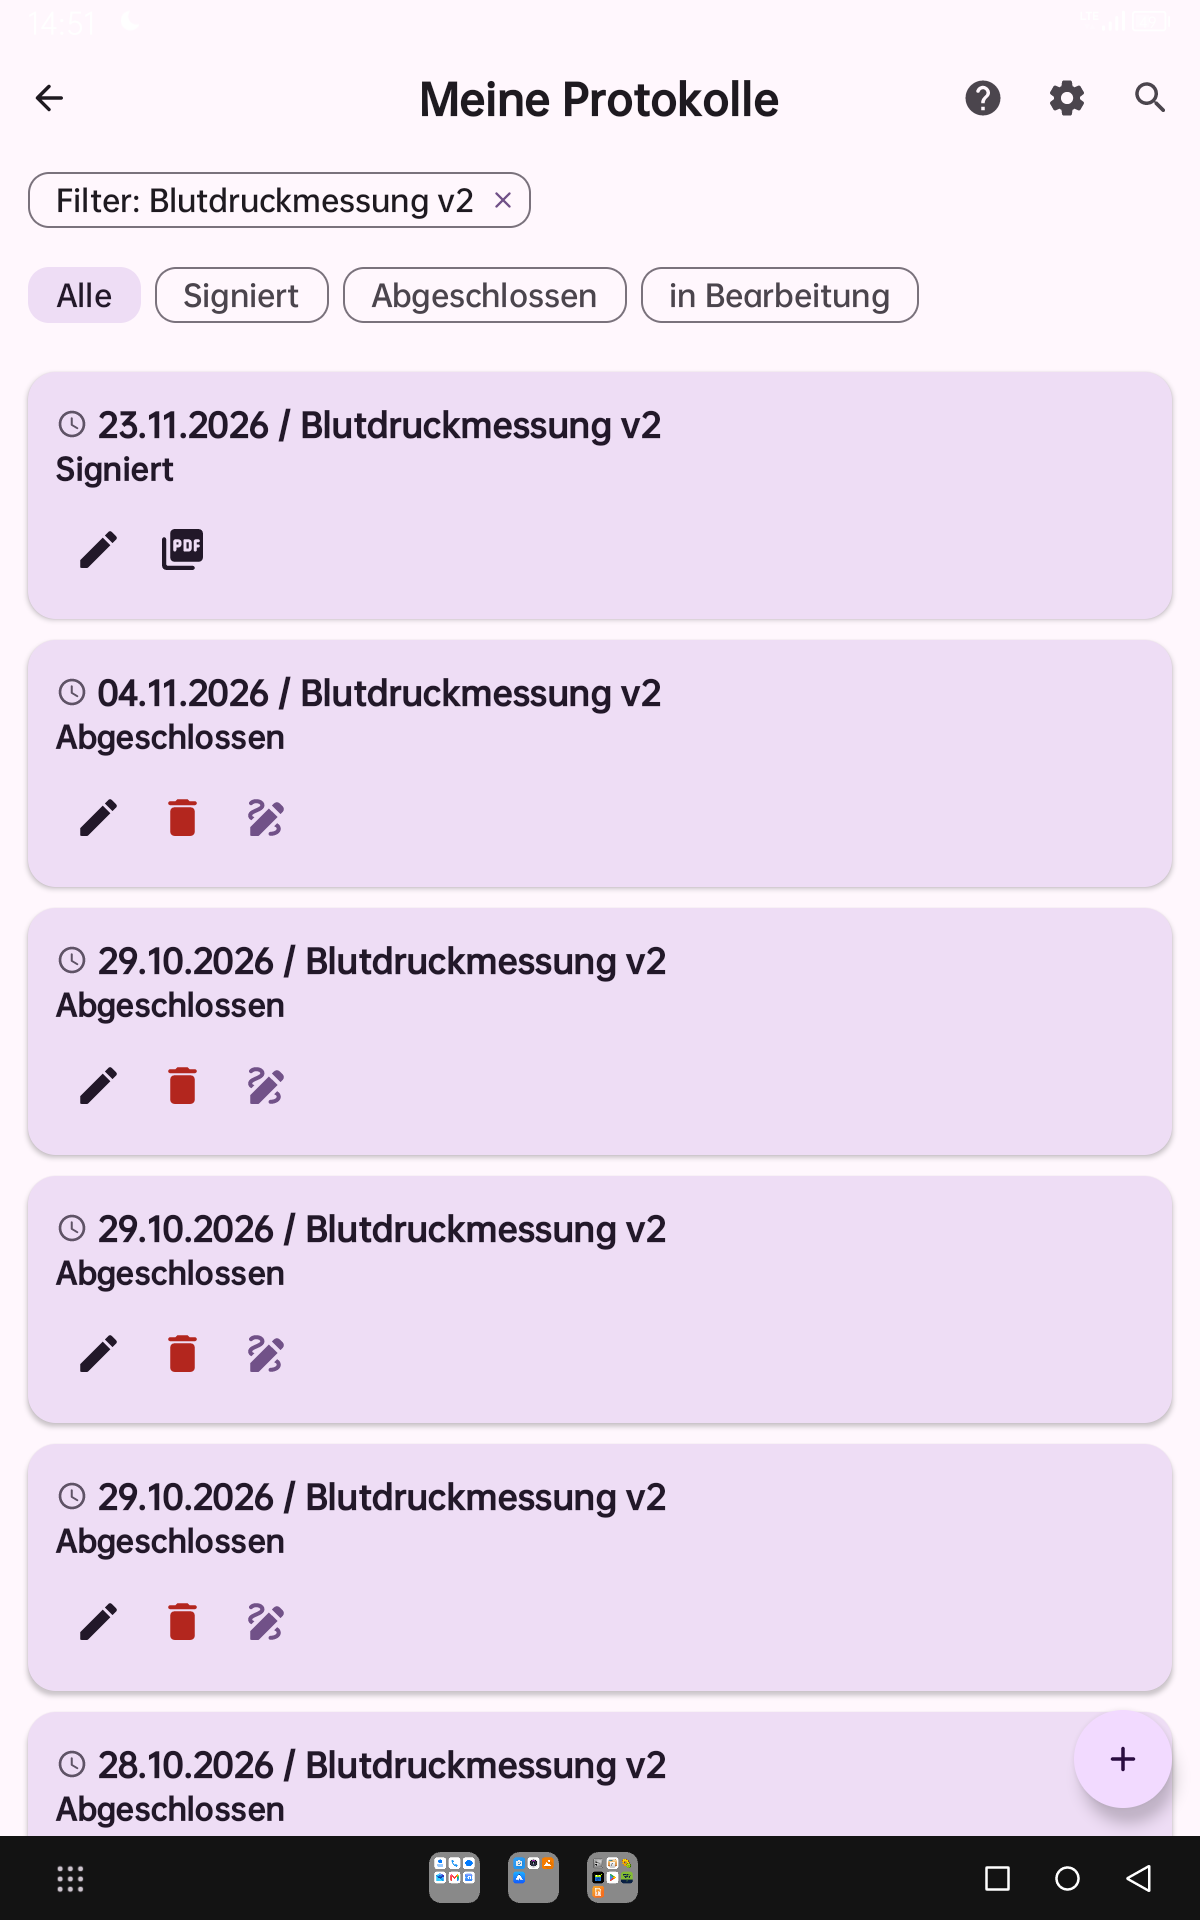 14:51
Meine Protokolle
Filter: Blutdruckmessung v2
Alle
Signiert
Abgeschlossen
in Bearbeitung
23.11.2026 / Blutdruckmessung v2
Signiert
PDF
04.11.2026 / Blutdruckmessung v2
Abgeschlossen
29.10.2026 / Blutdruckmessung v2
Abgeschlossen
29.10.2026 / Blutdruckmessung v2
Abgeschlossen
29.10.2026 / Blutdruckmessung v2
Abgeschlossen
28.10.2026 / Blutdruckmessung v2
Abgeschlossen